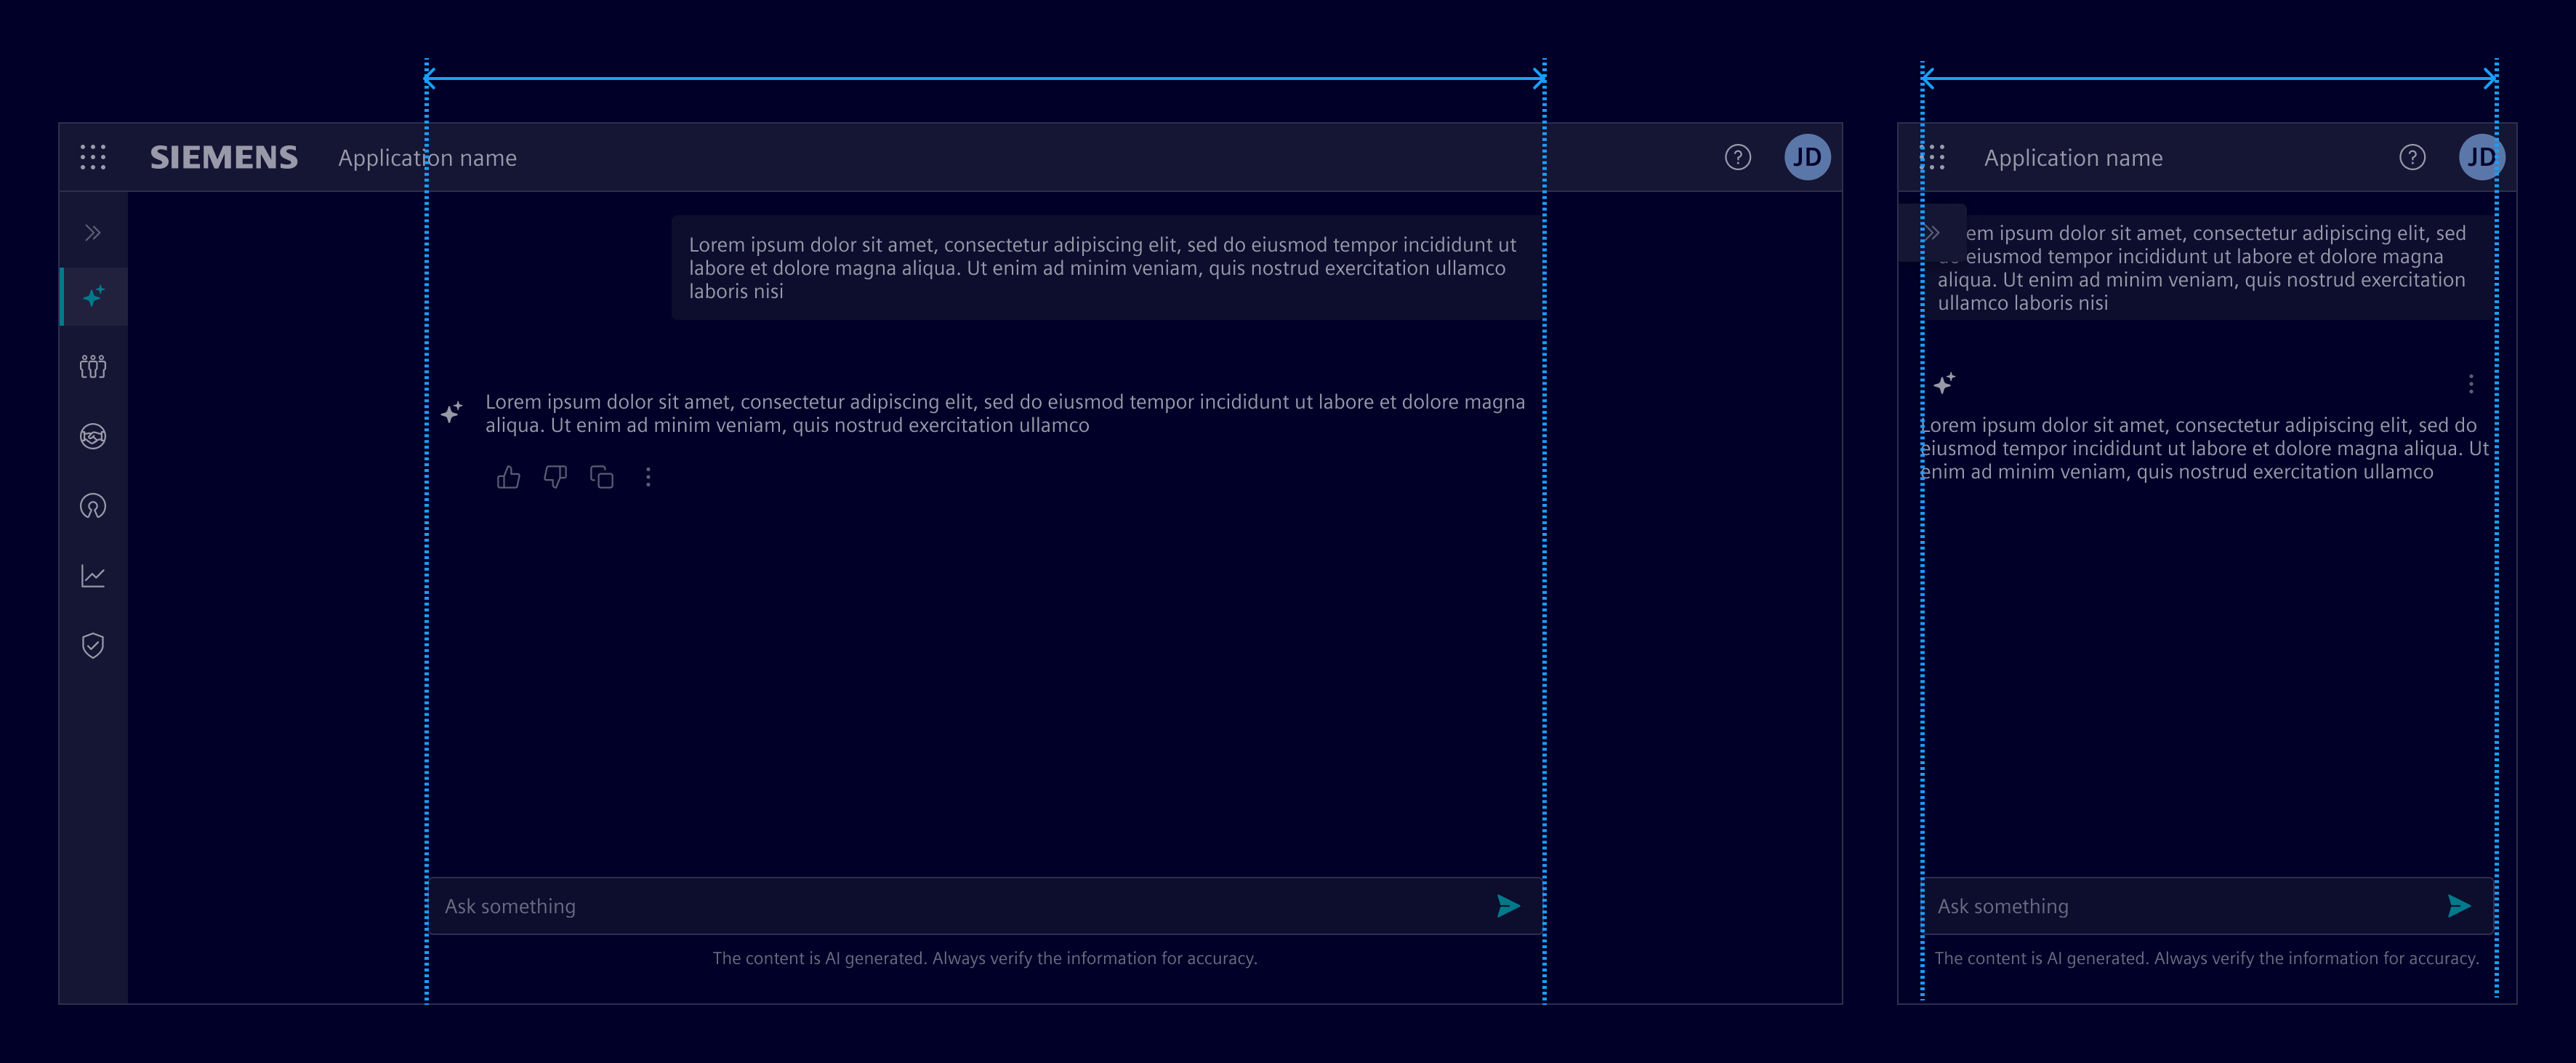 SIEMENS Application name
JD
Lorem ipsum dolor sit amet, consectetur adipiscing elit, sed do eiusmod tempor incididunt ut
labore et dolore magna aliqua. Ut enim ad minim veniam, quis nostrud exercitation ullamco
laboris nisi
Lorem ipsum dolor sit amet, consectetur adipiscing elit, sed do eiusmod tempor incididunt ut labore et dolore magna
aliqua. Ut enim ad minim veniam, quis nostrud exercitation ullamco
Ask something
The content is AI generated. Always verify the information for accuracy.
Application name
JD
em ipsum dolor sit amet, consectetur adipiscing elit, sed
eiusmod tempor incididunt ut labore et dolore magna
aliqua. Ut enim ad minim veniam, quis nostrud exercitation
ullamco laboris nisi
Lorem ipsum dolor sit amet, consectetur adipiscing elit, sed do
eiusmod tempor incididunt ut labore et dolore magna aliqua. Ut
enim ad minim veniam, quis nostrud exercitation ullamco
Ask something
The content is AI generated. Always verify the information for accuracy.